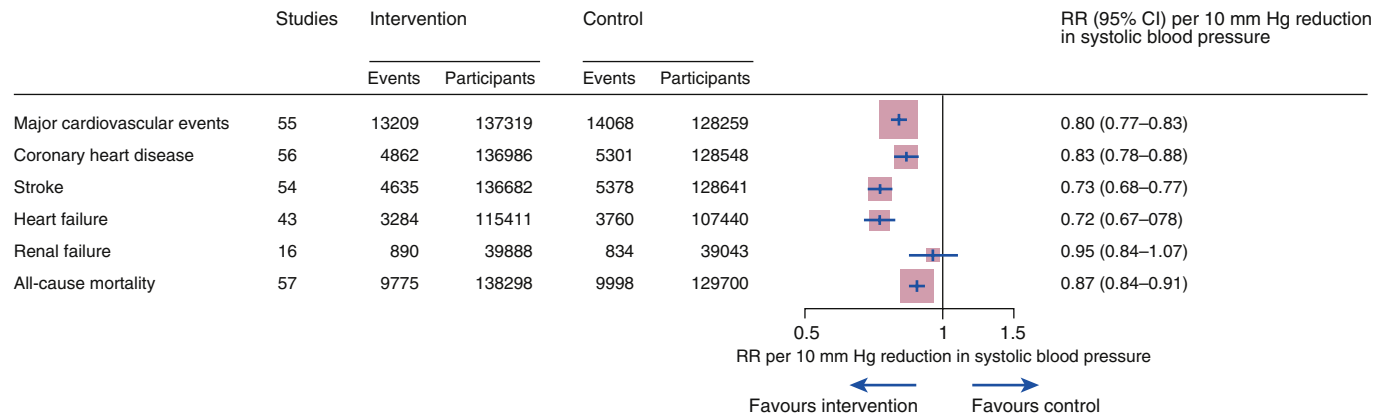 Studies Intervention Control RR (95% CI) per 10 mm Hg reduction
in systolic blood pressure
Events Participants Events Participants
Major cardiovascular events 55 13209 137319 14068 128259 0.80 (0.77–0.83)
Coronary heart disease 56 4862 136986 5301 128548 0.83 (0.78–0.88)
Stroke 54 4635 136682 5378 128641 0.73 (0.68–0.77)
Heart failure 43 3284 115411 3760 107440 0.72 (0.67–078)
Renal failure 16 890 39888 834 39043 0.95 (0.84–1.07)
All-cause mortality 57 9775 138298 9998 129700 0.87 (0.84–0.91)
0.5 1 1.5
RR per 10 mm Hg reduction in systolic blood pressure
Favours intervention Favours control